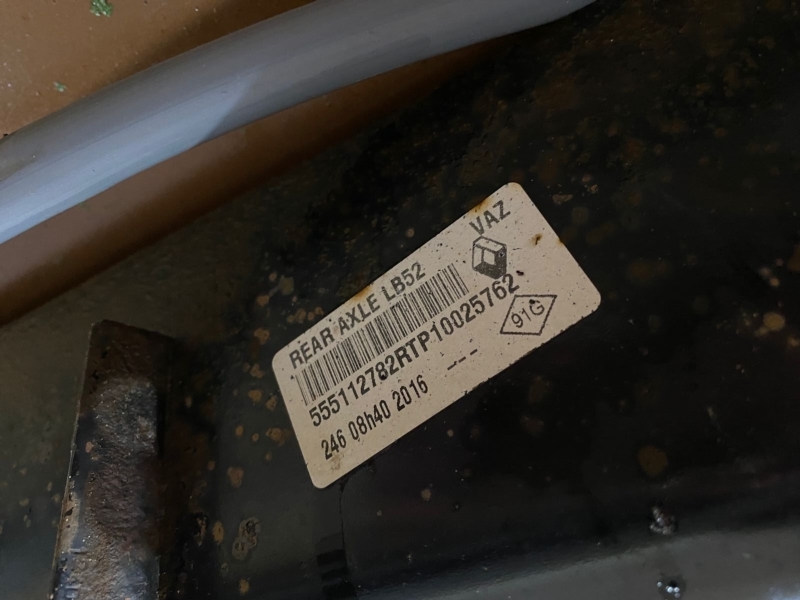 VAZ
REAR AXLE LB52
555112782RTP10025762
91G
246 08h40 2016 ---